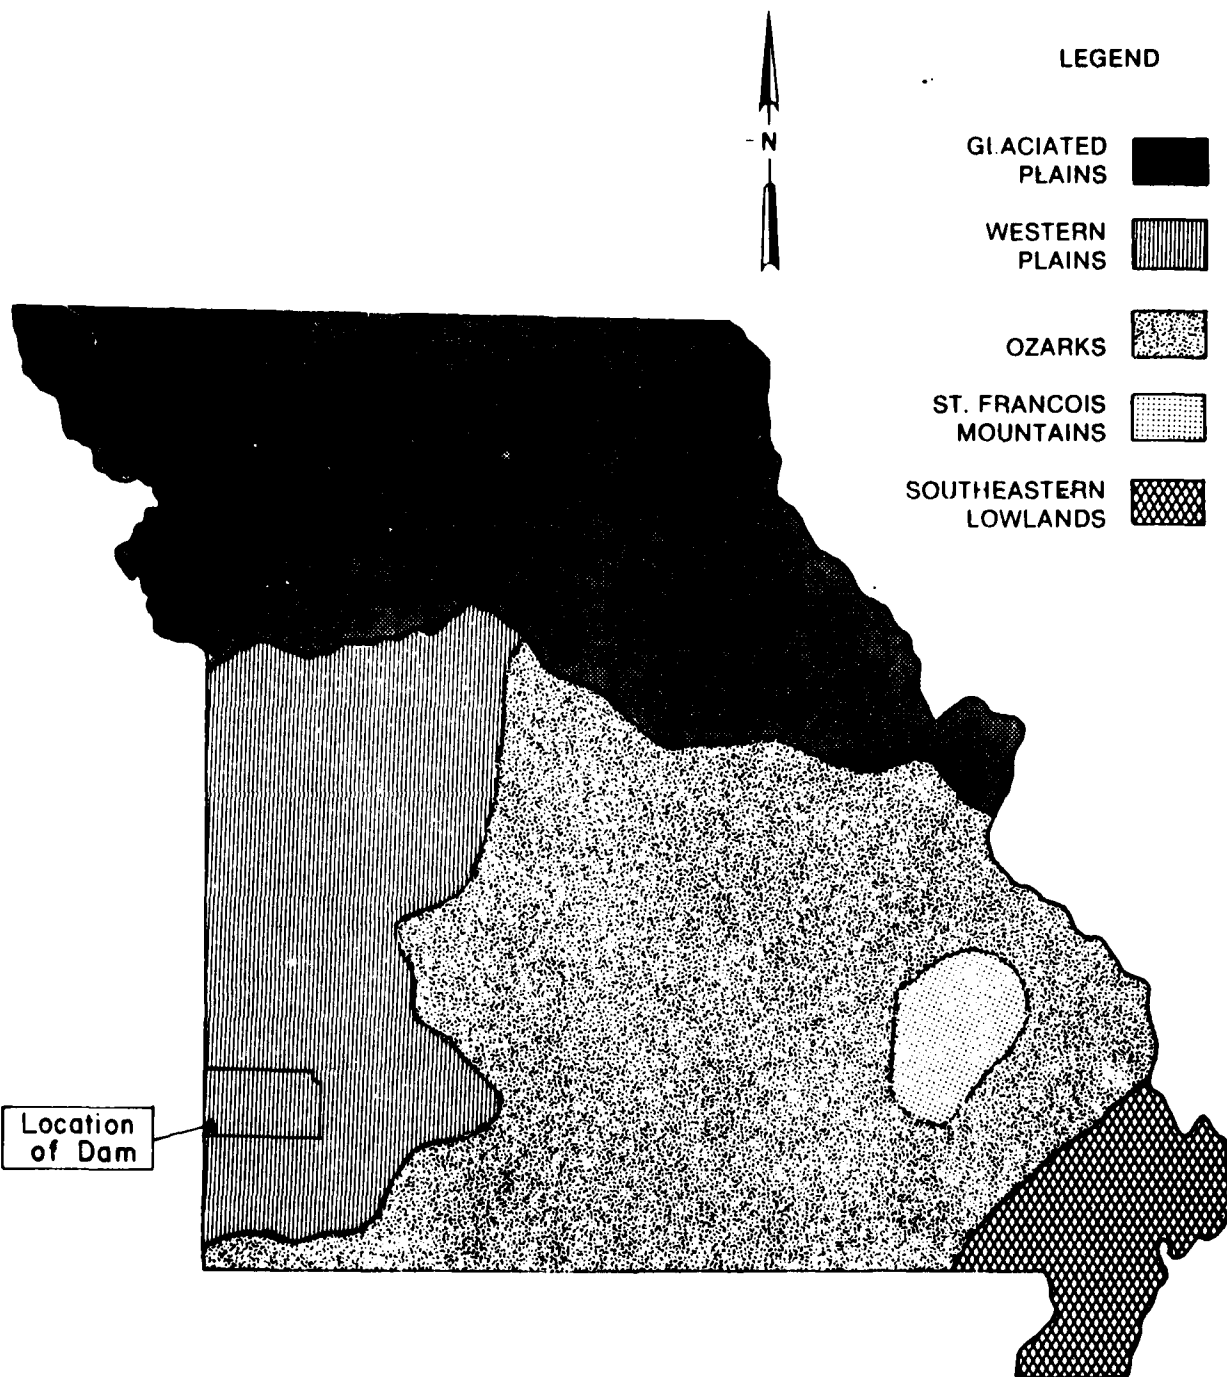 LEGEND
N
GLACIATED
PLAINS
WESTERN
PLAINS
OZARKS
ST. FRANCOIS
MOUNTAINS
SOUTHEASTERN
LOWLANDS
Location
of Dam